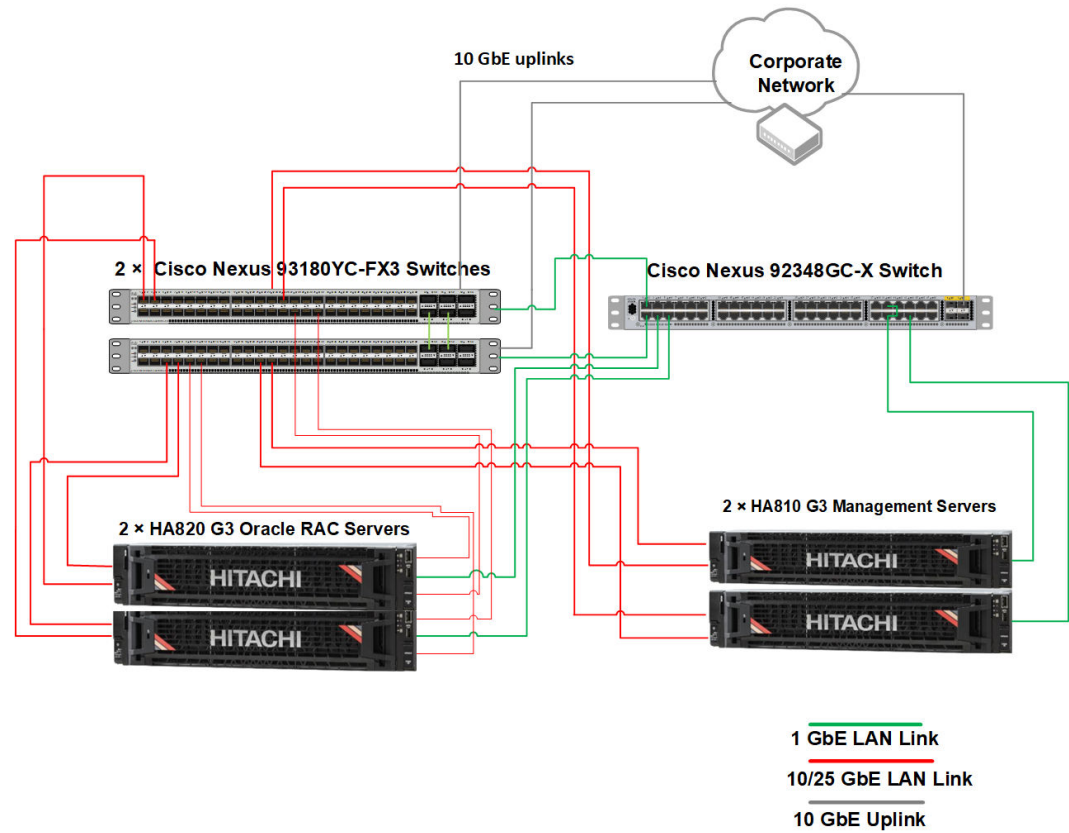 10 GbE uplinks
Corporate
Network
2 × Cisco Nexus 93180YC-FX3 Switches
Cisco Nexus 92348GC-X Switch
2 × HA820 G3 Oracle RAC Servers
2 × HA810 G3 Management Servers
HITACHI
HITACHI
HITACHI
HITACHI
1 GbE LAN Link
10/25 GbE LAN Link
10 GbE Uplink